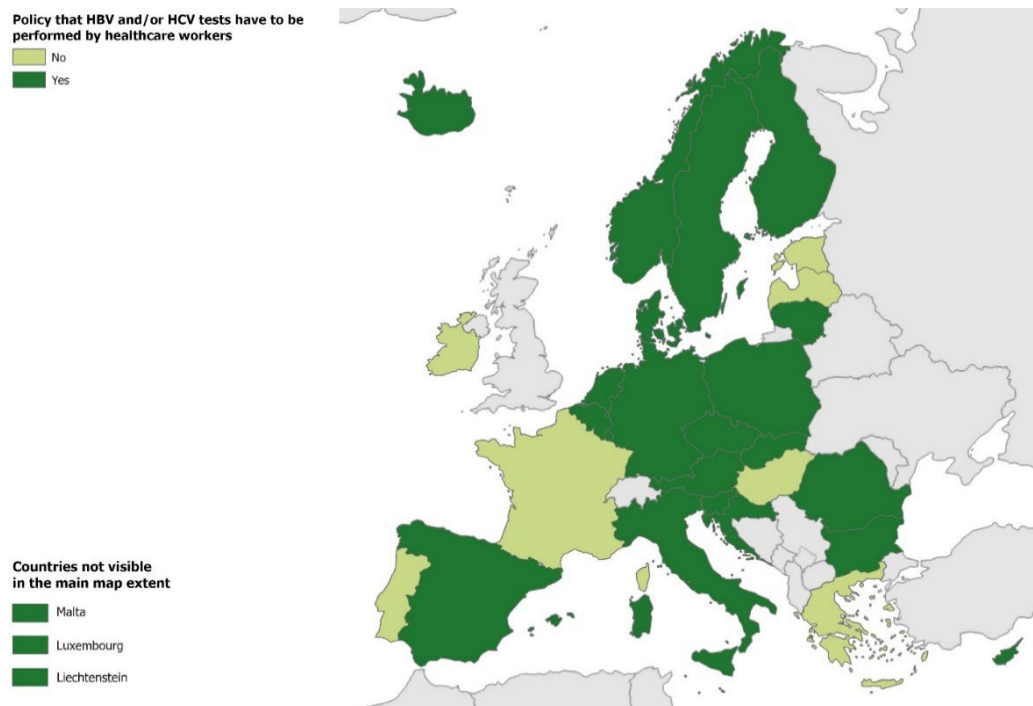 Policy that HBV and/or HCV tests have to be
performed by healthcare workers
No
Yes
Countries not visible
in the main map extent
Malta
Luxembourg
Liechtenstein